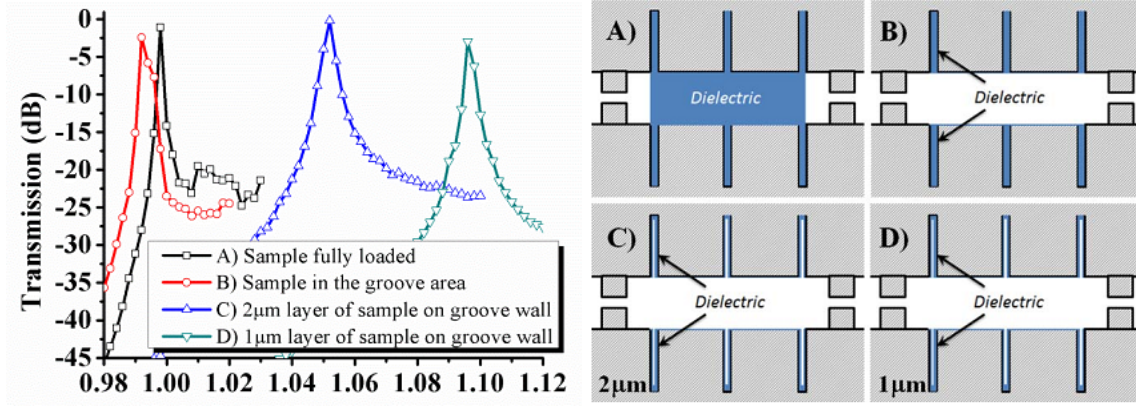 Transmission (dB)
0
-5
-10
-15
-20
-25
-30
-35
-40
-45
0.98 1.00 1.02 1.04 1.06 1.08 1.10 1.12
A) Sample fully loaded
B) Sample in the groove area
C) 2μm layer of sample on groove wall
D) 1μm layer of sample on groove wall
A)
Dielectric
B)
Dielectric
C)
Dielectric
2μm
D)
Dielectric
1μm